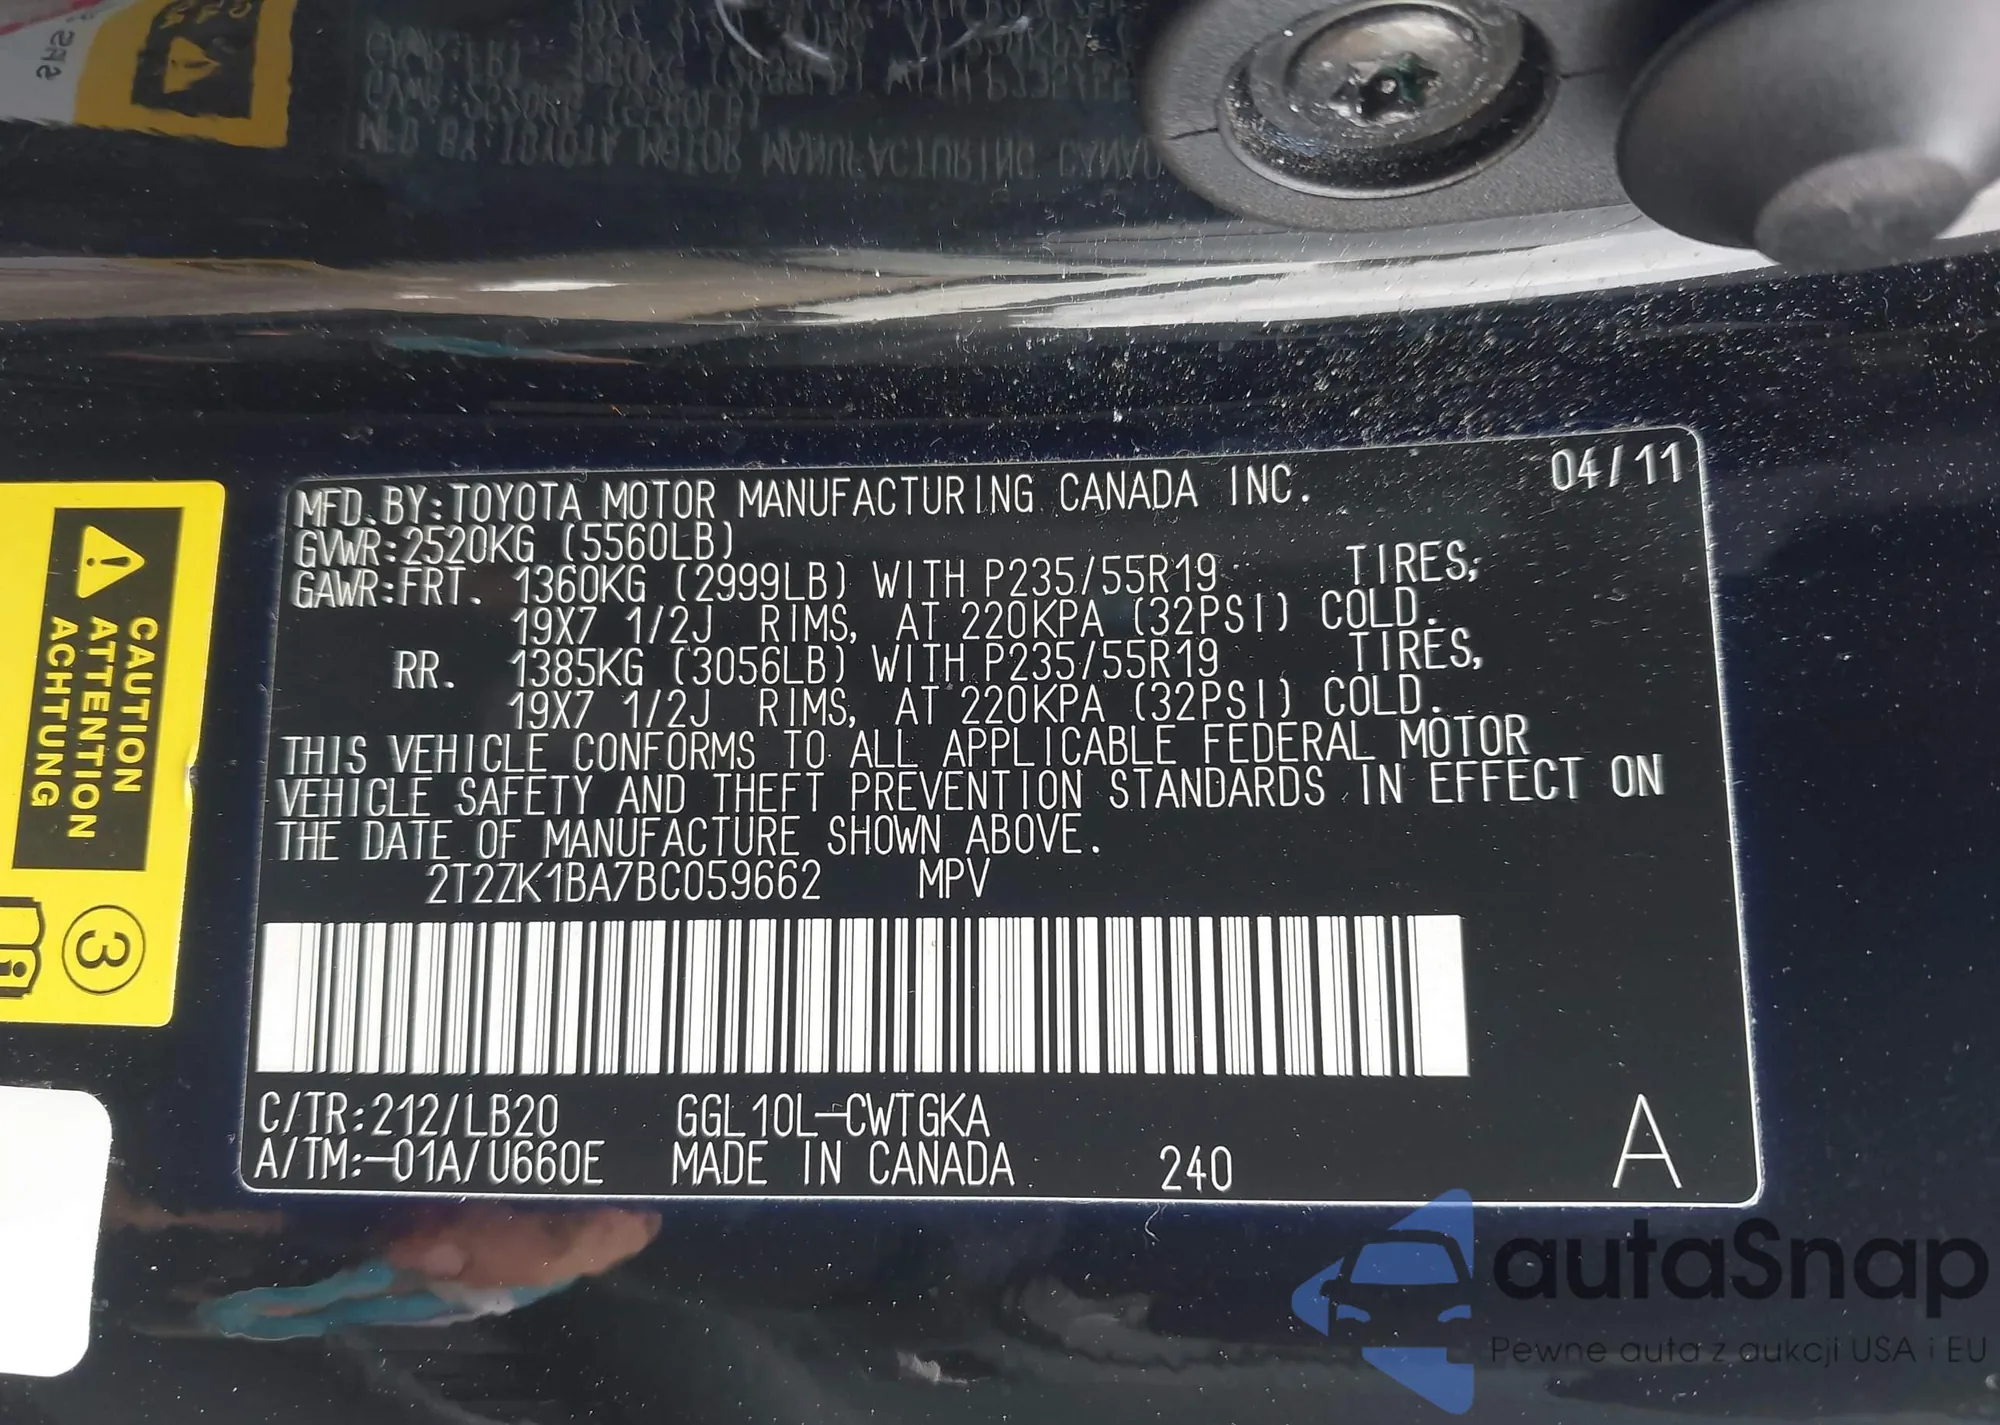 MFD.BY:TOYOTA MOTOR MANUFACTURING CANADA INC. 04/11
GVWR:2520KG (5560LB)
GAWR:FRT. 1360KG (2999LB) WITH P235/55R19 TIRES,
19X7 1/2J RIMS, AT 220KPA (32PSI) COLD.
RR. 1385KG (3056LB) WITH P235/55R19 TIRES,
19X7 1/2J RIMS, AT 220KPA (32PSI) COLD.
THIS VEHICLE CONFORMS TO ALL APPLICABLE FEDERAL MOTOR
VEHICLE SAFETY AND THEFT PREVENTION STANDARDS IN EFFECT ON
THE DATE OF MANUFACTURE SHOWN ABOVE.
2T2ZK1BA7BC059662 MPV
C/TR:212/LB20 GGL10L-CWTGKA
A/TM:-01A/U660E MADE IN CANADA 240 A
CAUTION
ATTENTION
ACHTUNG
3
SRS
autaSnap
Pewne auta z aukcji USA i EU